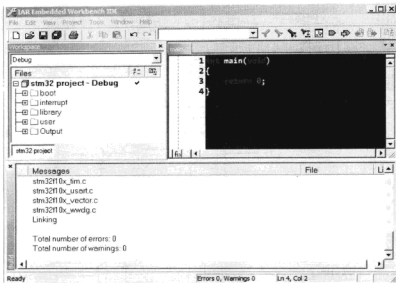 IAR Embedded Workbench IDE
File Edit View Project Tools Window Help
Workspace
Debug
Files
stm32 project - Debug
boot
interrupt
library
user
Output
stm32 project
main
1 int main(void)
2 {
3 return 0;
4 }
Messages File Li
stm32f10x_tim.c
stm32f10x_usart.c
stm32f10x_vector.c
stm32f10x_wwdg.c
Linking
Total number of errors: 0
Total number of warnings: 0
Ready Errors 0, Warnings 0 Ln 4, Col 2